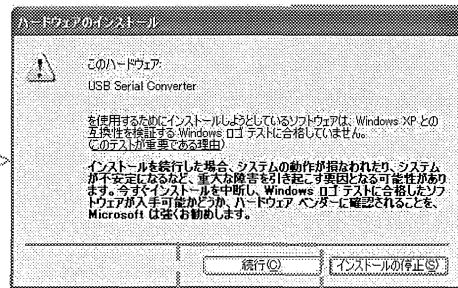 ハードウェアのインストール
このハードウェア:
USB Serial Converter
を使用するためにインストールしようとしているソフトウェアは、Windows XP との
互換性を検証する Windows ロゴ テストに合格していません。
(このテストが重要である理由)
インストールを続行した場合、システムの動作が損なわれたり、システム
が不安定になるなど、重大な障害を引き起こす要因となる可能性があり
ます。今すぐインストールを中断し、Windows ロゴ テストに合格したソフ
トウェアが入手可能かどうか、ハードウェア ベンダーに確認されることを、
Microsoft は強くお勧めします。
続行(C)
インストールの停止(S)